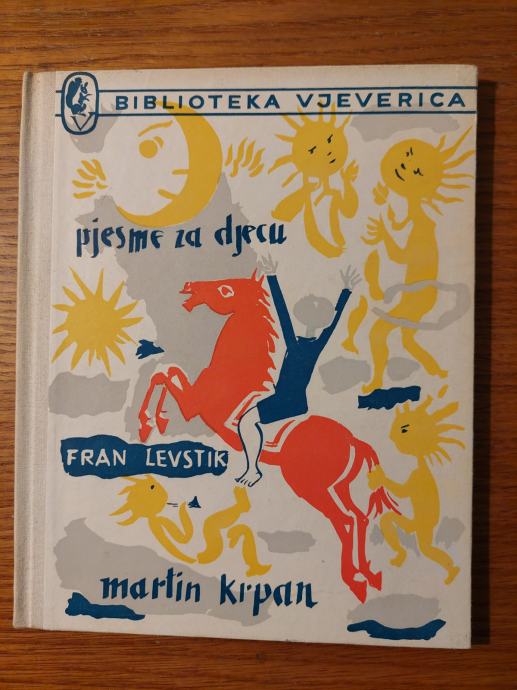 BIBLIOTEKA VJEVERICA
pjesme za djecu
FRAN LEVSTIK
martin krpan